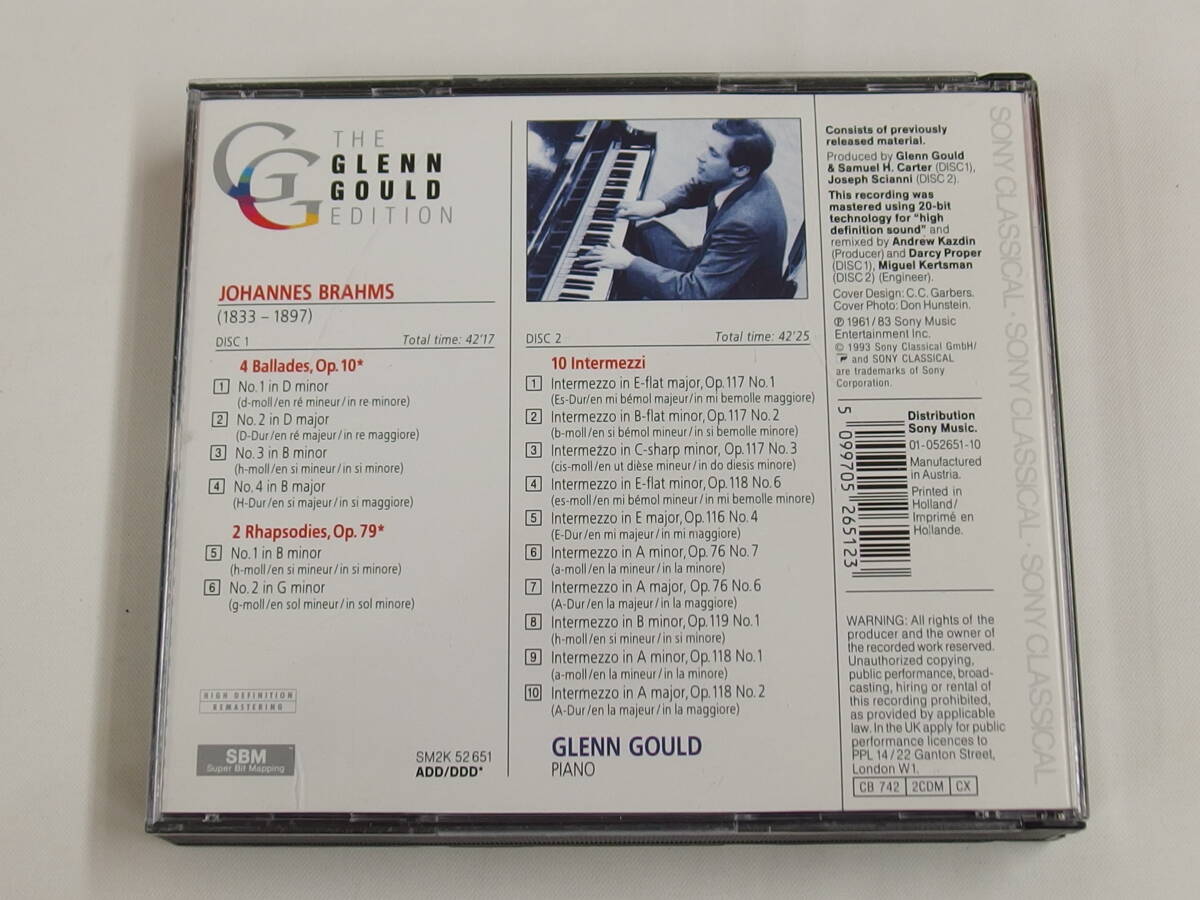 THE
GLENN
GOULD
EDITION
JOHANNES BRAHMS
(1833 – 1897)
DISC 1 Total time: 42'17
4 Ballades, Op. 10*
1 No. 1 in D minor
(d-moll/en ré mineur/in re minore)
2 No. 2 in D major
(D-Dur/en ré majeur/in re maggiore)
3 No. 3 in B minor
(h-moll/en si mineur/in si minore)
4 No. 4 in B major
(H-Dur/en si majeur/in si maggiore)
2 Rhapsodies, Op. 79*
5 No. 1 in B minor
(h-moll/en si mineur/in si minore)
6 No. 2 in G minor
(g-moll/en sol mineur/in sol minore)
HIGH DEFINITION
REMASTERING
SBM
Super Bit Mapping
SM2K 52 651
ADD/DDD*
DISC 2 Total time: 42'25
10 Intermezzi
1 Intermezzo in E-flat major, Op. 117 No. 1
(Es-Dur/en mi bémol majeur/in mi bemolle maggiore)
2 Intermezzo in B-flat minor, Op. 117 No. 2
(b-moll/en si bémol mineur/in si bemolle minore)
3 Intermezzo in C-sharp minor, Op. 117 No. 3
(cis-moll/en ut dièse mineur/in do diesis minore)
4 Intermezzo in E-flat minor, Op. 118 No. 6
(es-moll/en mi bémol mineur/in mi bemolle minore)
5 Intermezzo in E major, Op. 116 No. 4
(E-Dur/en mi majeur/in mi maggiore)
6 Intermezzo in A minor, Op. 76 No. 7
(a-moll/en la mineur/in la minore)
7 Intermezzo in A major, Op. 76 No. 6
(A-Dur/en la majeur/in la maggiore)
8 Intermezzo in B minor, Op. 119 No. 1
(h-moll/en si mineur/in si minore)
9 Intermezzo in A minor, Op. 118 No. 1
(a-moll/en la mineur/in la minore)
10 Intermezzo in A major, Op. 118 No. 2
(A-Dur/en la majeur/in la maggiore)
GLENN GOULD
PIANO
Consists of previously
released material.
Produced by Glenn Gould
& Samuel H. Carter (DISC 1),
Joseph Scianni (DISC 2).
This recording was
mastered using 20-bit
technology for "high
definition sound" and
remixed by Andrew Kazdin
(Producer) and Darcy Proper
(DISC 1), Miguel Kertsman
(DISC 2) (Engineer).
Cover Design: C.C. Garbers.
Cover Photo: Don Hunstein.
℗ 1961/83 Sony Music
Entertainment Inc.
© 1993 Sony Classical GmbH/
and SONY CLASSICAL
are trademarks of Sony
Corporation.
5 099705 265123
Distribution
Sony Music.
01-052651-10
Manufactured
in Austria.
Printed in
Holland/
Imprimé en
Hollande.
WARNING: All rights of the
producer and the owner of
the recorded work reserved.
Unauthorized copying,
public performance, broad-
casting, hiring or rental of
this recording prohibited,
as provided by applicable
law. In the UK apply for public
performance licences to
PPL 14/22 Ganton Street,
London W1.
CB 742 2CDM CX
SONY CLASSICAL · SONY CLASSICAL · SONY CLASSICAL